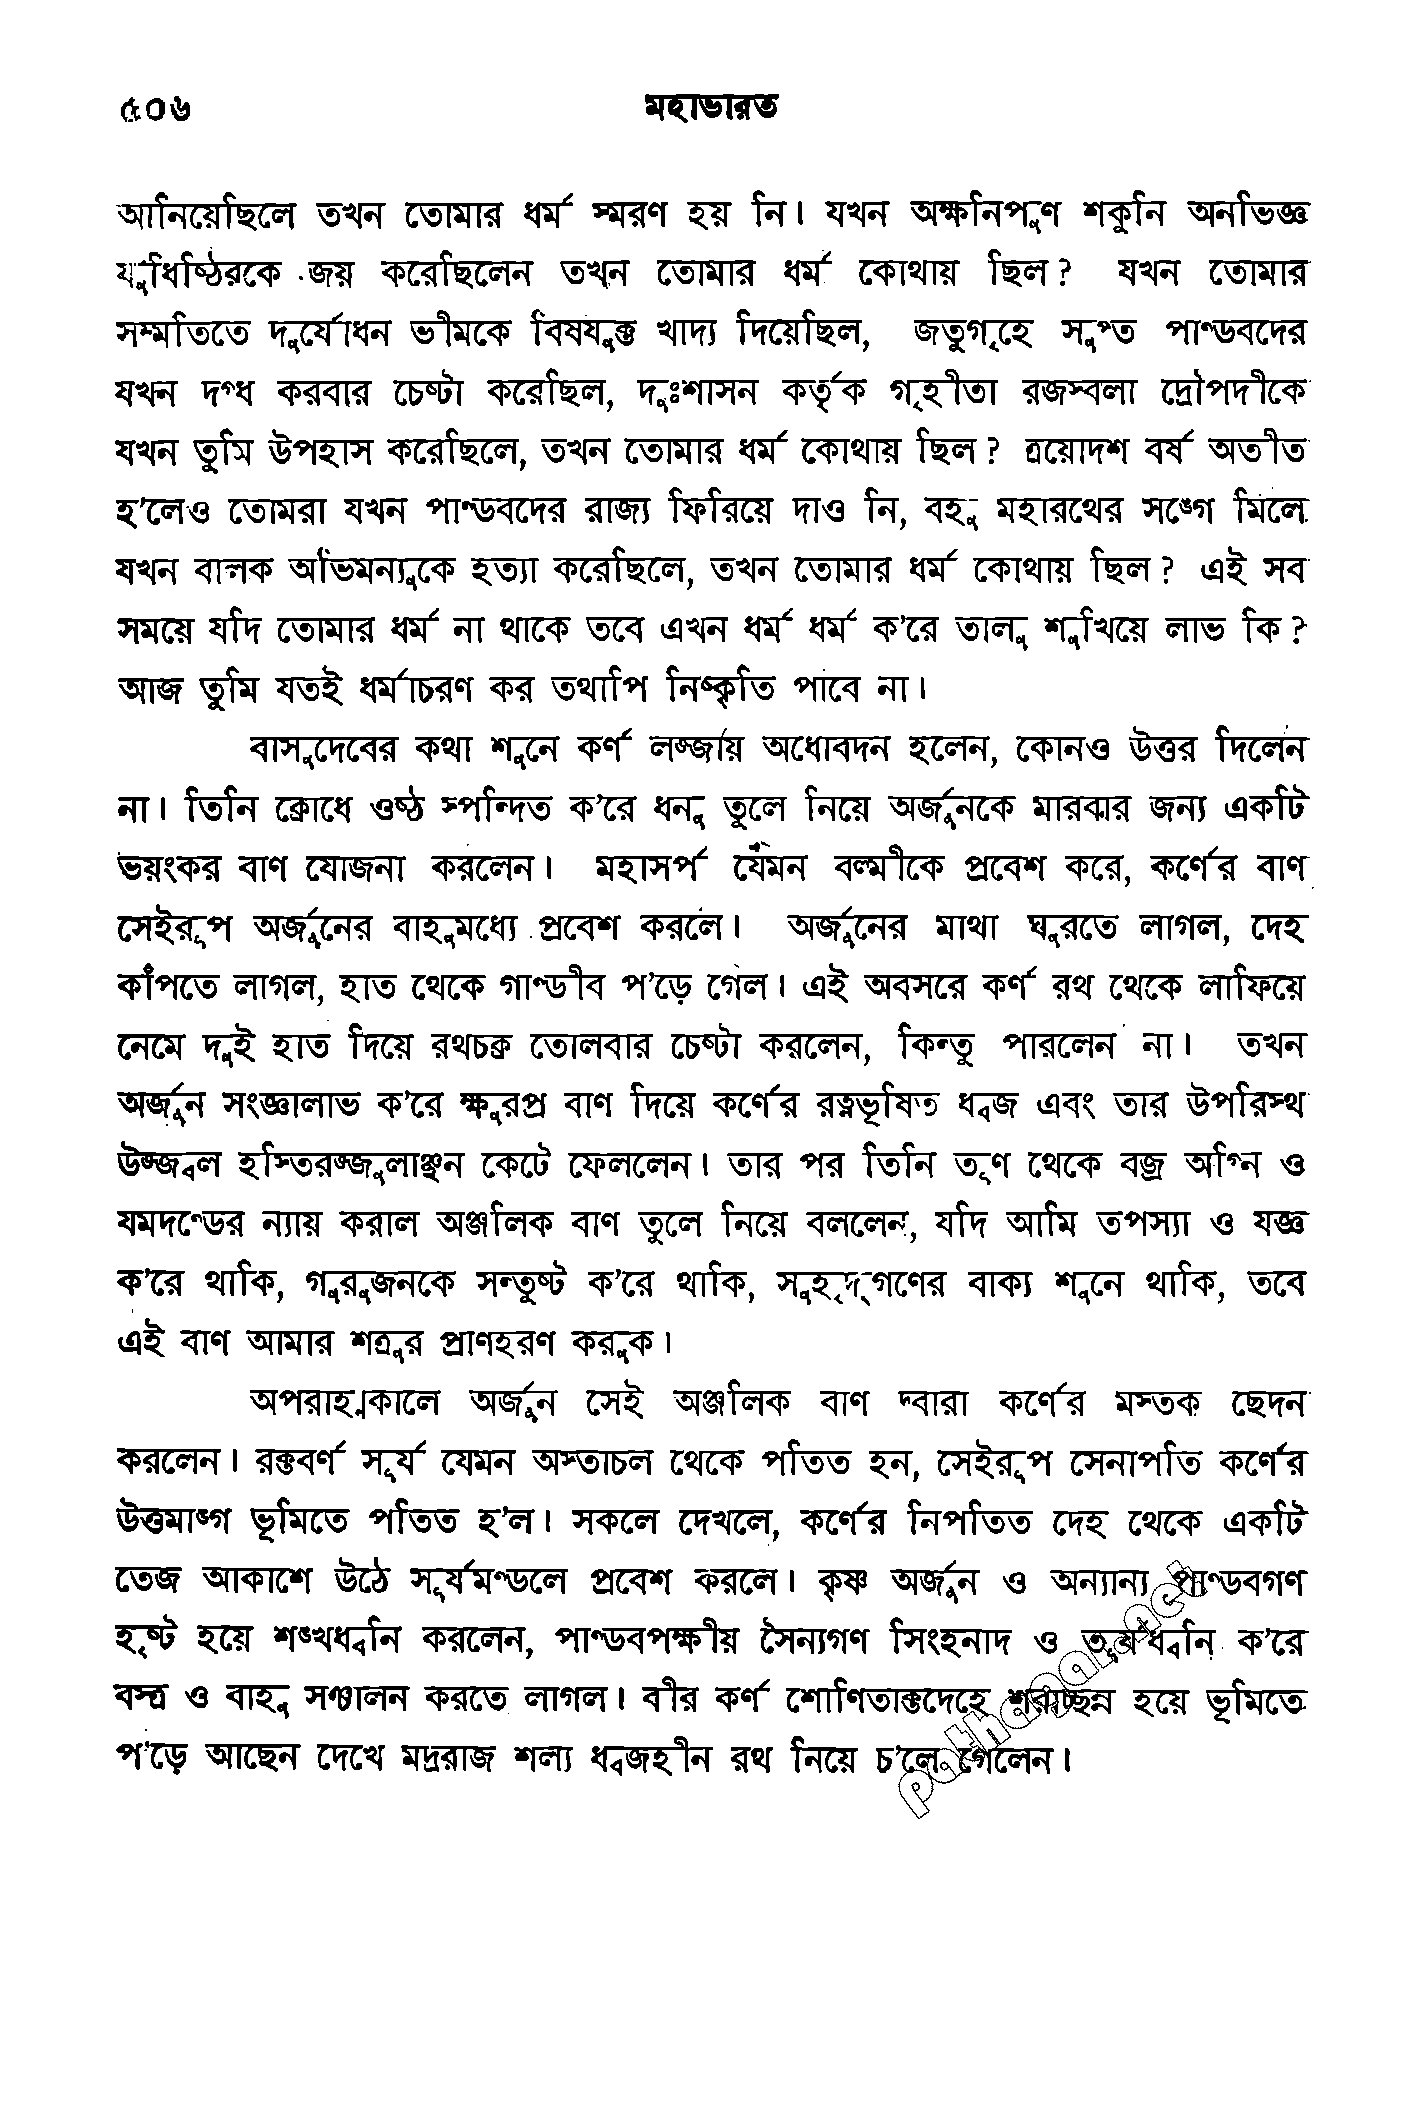 ৫০৬
মহাভারত
আনিয়েছিলে তখন তোমার ধর্ম স্মরণ হয় নি। যখন অক্ষনিপুণ শকুনি অনভিজ্ঞ
যুধিষ্ঠিরকে জয় করেছিলেন তখন তোমার ধর্ম কোথায় ছিল? যখন তোমার
সম্মতিতে দুর্যোধন ভীমকে বিষযুক্ত খাদ্য দিয়েছিল, জতুগৃহে সুপ্ত পাণ্ডবদের
যখন দগ্ধ করবার চেষ্টা করেছিল, দুঃশাসন কর্তৃক গৃহীতা রজস্বলা দ্রৌপদীকে
যখন তুমি উপহাস করেছিলে, তখন তোমার ধর্ম কোথায় ছিল? ত্রয়োদশ বর্ষ অতীত
হ'লেও তোমরা যখন পাণ্ডবদের রাজ্য ফিরিয়ে দাও নি, বহু মহারথের সঙ্গে মিলে
যখন বালক অভিমন্যুকে হত্যা করেছিলে, তখন তোমার ধর্ম কোথায় ছিল? এই সব
সময়ে যদি তোমার ধর্ম না থাকে তবে এখন ধর্ম ধর্ম ক'রে তালু শুখিয়ে লাভ কি?
আজ তুমি যতই ধর্মাচরণ কর তথাপি নিষ্কৃতি পাবে না।
বাসুদেবের কথা শুনে কর্ণ লজ্জায় অধোবদন হলেন, কোনও উত্তর দিলেন
না। তিনি ক্রোধে ওষ্ঠ স্পন্দিত ক'রে ধনু তুলে নিয়ে অর্জুনকে মারবার জন্য একটি
ভয়ংকর বাণ যোজনা করলেন। মহাসর্প যেমন বল্মীকে প্রবেশ করে, কর্ণের বাণ
সেইরূপ অর্জুনের বাহুমধ্যে প্রবেশ করলে। অর্জুনের মাথা ঘুরতে লাগল, দেহ
কাঁপতে লাগল, হাত থেকে গাণ্ডীব প'ড়ে গেল। এই অবসরে কর্ণ রথ থেকে লাফিয়ে
নেমে দুই হাত দিয়ে রথচক্র তোলবার চেষ্টা করলেন, কিন্তু পারলেন না। তখন
অর্জুন সংজ্ঞালাভ ক'রে ক্ষুরপ্র বাণ দিয়ে কর্ণের রত্নভূষিত ধ্বজ এবং তার উপরিস্থ
উজ্জ্বল হস্তিরজ্জুলাঞ্ছন কেটে ফেললেন। তার পর তিনি তূণ থেকে বজ্র অগ্নি ও
যমদণ্ডের ন্যায় করাল অঞ্জলিক বাণ তুলে নিয়ে বললেন, যদি আমি তপস্যা ও যজ্ঞ
ক'রে থাকি, গুরুজনকে সন্তুষ্ট ক'রে থাকি, সুহৃদ্‌গণের বাক্য শুনে থাকি, তবে
এই বাণ আমার শত্রুর প্রাণহরণ করুক।
অপরাহ্ণকালে অর্জুন সেই অঞ্জলিক বাণ দ্বারা কর্ণের মস্তক ছেদন
করলেন। রক্তবর্ণ সূর্য যেমন অস্তাচল থেকে পতিত হন, সেইরূপ সেনাপতি কর্ণের
উত্তমাঙ্গ ভূমিতে পতিত হ'ল। সকলে দেখলে, কর্ণের নিপতিত দেহ থেকে একটি
তেজ আকাশে উঠে সূর্যমণ্ডলে প্রবেশ করলে। কৃষ্ণ অর্জুন ও অন্যান্য পাণ্ডবগণ
হৃষ্ট হয়ে শঙ্খধ্বনি করলেন, পাণ্ডবপক্ষীয় সৈন্যগণ সিংহনাদ ও তূর্যধ্বনি ক'রে
বস্ত্র ও বাহু সঞ্চালন করতে লাগল। বীর কর্ণ শোণিতাক্তদেহে শরাচ্ছন্ন হয়ে ভূমিতে
প'ড়ে আছেন দেখে মদ্ররাজ শল্য ধ্বজহীন রথ নিয়ে চ'লে গেলেন।
pathagar.net